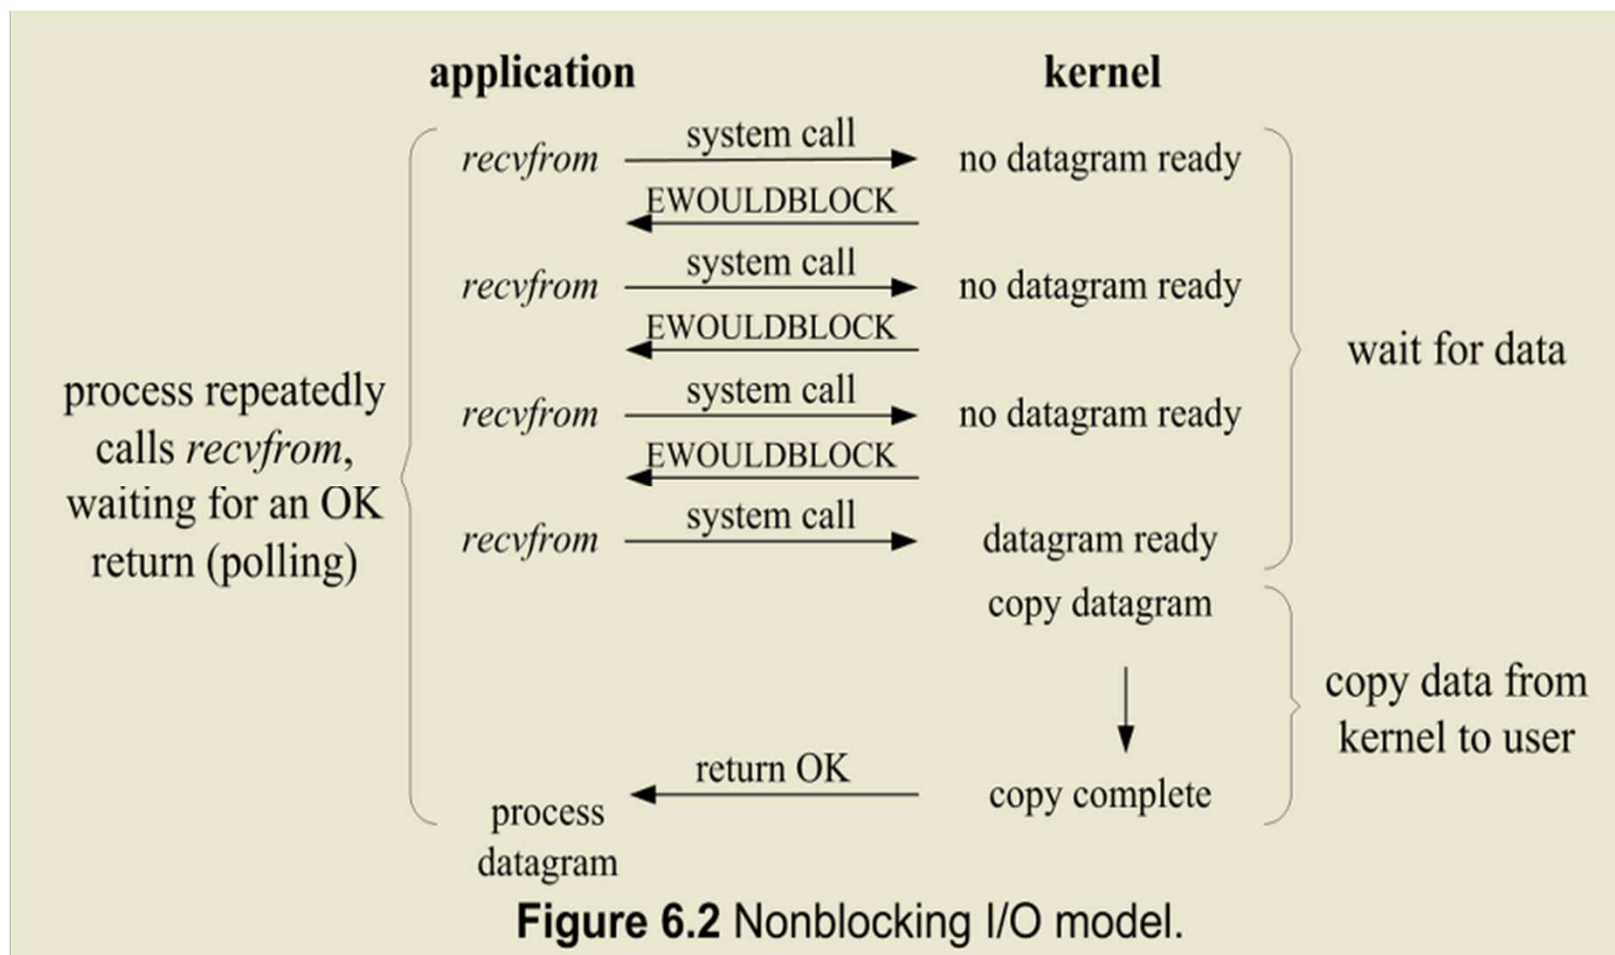 application kernel
system call
recvfrom no datagram ready
EWOULDBLOCK
system call
recvfrom no datagram ready
EWOULDBLOCK
system call
recvfrom no datagram ready
EWOULDBLOCK
system call
recvfrom datagram ready
wait for data
process repeatedly
calls recvfrom,
waiting for an OK
return (polling)
copy datagram
copy data from
kernel to user
return OK
copy complete
process
datagram
Figure 6.2 Nonblocking I/O model.